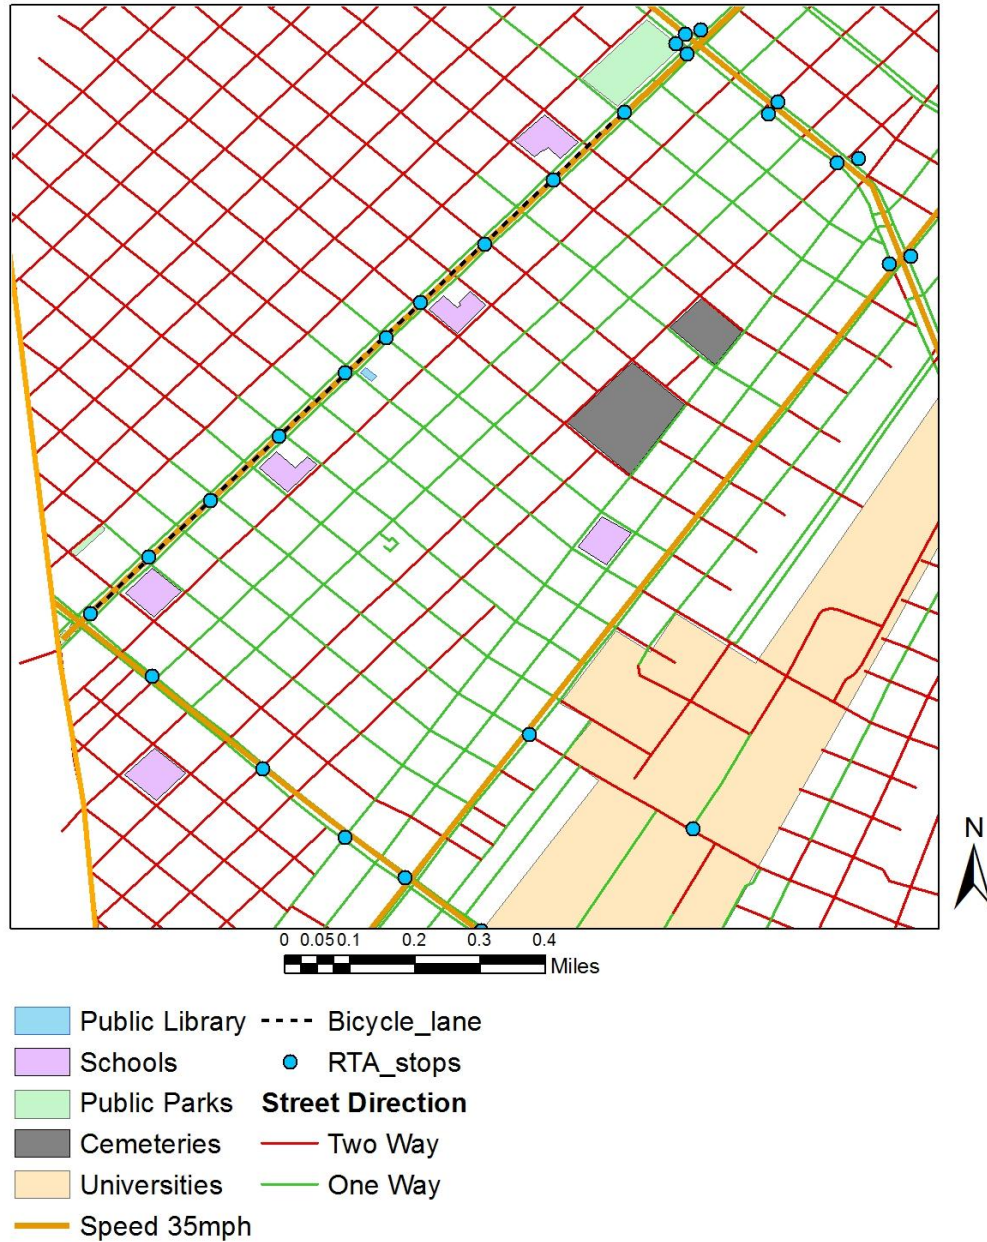 N
0 0.05 0.1 0.2 0.3 0.4
Miles
Public Library
Bicycle_lane
Schools
RTA_stops
Public Parks
Street Direction
Cemeteries
Two Way
Universities
One Way
Speed 35mph